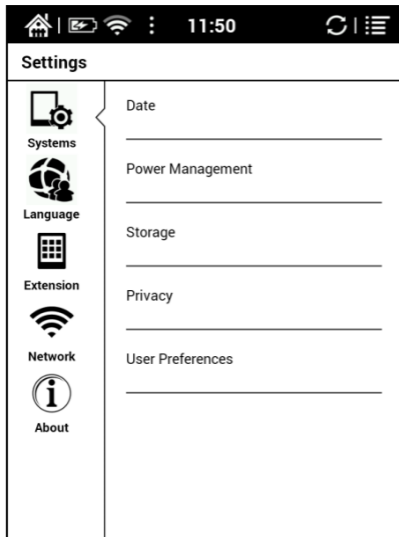 11:50
Settings
Systems
Language
Extension
Network
About
Date
Power Management
Storage
Privacy
User Preferences